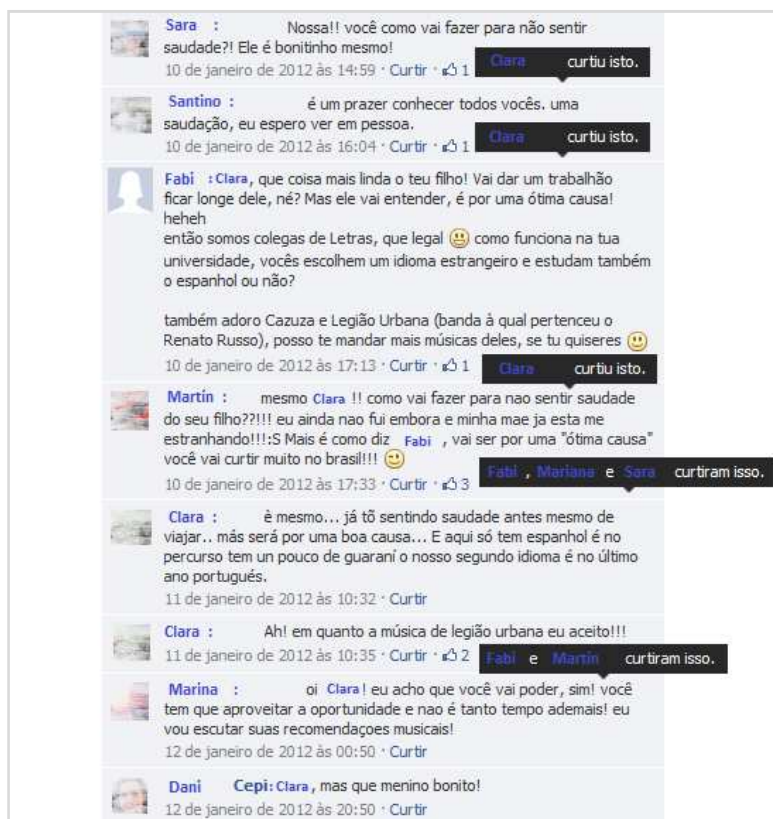 Sara : Nossa!! você como vai fazer para não sentir
saudade?! Ele é bonitinho mesmo!
10 de janeiro de 2012 às 14:59 · Curtir · 1 Clara curtiu isto.
Santino : é um prazer conhecer todos vocês. uma
saudação, eu espero ver em pessoa.
10 de janeiro de 2012 às 16:04 · Curtir · 1 Clara curtiu isto.
Fabi : Clara, que coisa mais linda o teu filho! Vai dar um trabalhão
ficar longe dele, né? Mas ele vai entender, é por uma ótima causa!
heheh
então somos colegas de Letras, que legal como funciona na tua
universidade, vocês escolhem um idioma estrangeiro e estudam também
o espanhol ou não?
também adoro Cazuza e Legião Urbana (banda à qual pertenceu o
Renato Russo), posso te mandar mais músicas deles, se tu quiseres
10 de janeiro de 2012 às 17:13 · Curtir · 1 Clara curtiu isto.
Martín : mesmo Clara !! como vai fazer para nao sentir saudade
do seu filho??!!! eu ainda nao fui embora e minha mae ja esta me
estranhando!!!:S Mais é como diz Fabi , vai ser por uma "ótima causa"
você vai curtir muito no brasil!!!
10 de janeiro de 2012 às 17:33 · Curtir · 3 Fabi , Mariana e Sara curtiram isso.
Clara : è mesmo... já tõ sentindo saudade antes mesmo de
viajar.. más será por uma boa causa... E aqui só tem espanhol é no
percurso tem un pouco de guaraní o nosso segundo idioma é no último
ano portugués.
11 de janeiro de 2012 às 10:32 · Curtir
Clara : Ah! em quanto a música de legião urbana eu aceito!!!
11 de janeiro de 2012 às 10:35 · Curtir · 2 Fabi e Martín curtiram isso.
Marina : oi Clara! eu acho que você vai poder, sim! você
tem que aproveitar a oportunidade e nao é tanto tempo ademais! eu
vou escutar suas recomendaçoes musicais!
12 de janeiro de 2012 às 00:50 · Curtir
Dani Cepi: Clara, mas que menino bonito!
12 de janeiro de 2012 às 20:50 · Curtir